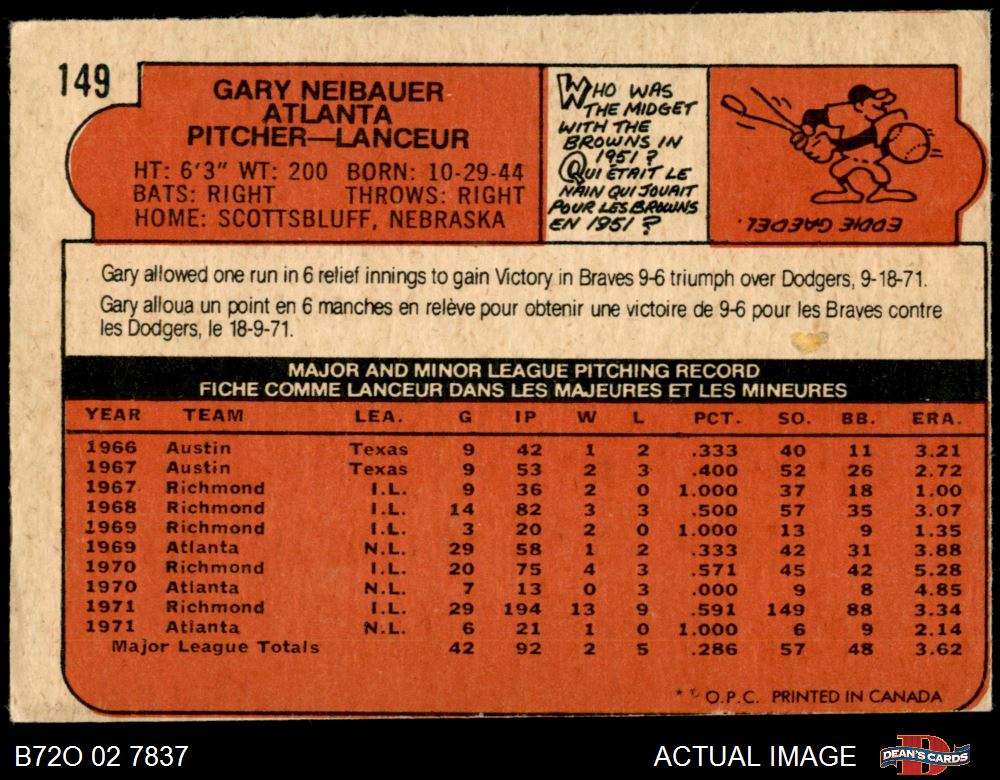 149
GARY NEIBAUER
ATLANTA
PITCHER—LANCEUR
HT: 6'3" WT: 200 BORN: 10-29-44
BATS: RIGHT THROWS: RIGHT
HOME: SCOTTSBLUFF, NEBRASKA
WHO WAS
THE MIDGET
WITH THE
BROWNS IN
1951?
QUI ÉTAIT LE
NAIN QUI JOUAIT
POUR LES BROWNS
EN 1951?
EDDIE GAEDEL.
Gary allowed one run in 6 relief innings to gain Victory in Braves 9-6 triumph over Dodgers, 9-18-71.
Gary alloua un point en 6 manches en relève pour obtenir une victoire de 9-6 pour les Braves contre
les Dodgers, le 18-9-71.
MAJOR AND MINOR LEAGUE PITCHING RECORD
FICHE COMME LANCEUR DANS LES MAJEURES ET LES MINEURES
YEAR TEAM LEA. G IP W L PCT. SO. BB. ERA.
1966 Austin Texas 9 42 1 2 .333 40 11 3.21
1967 Austin Texas 9 53 2 3 .400 52 26 2.72
1967 Richmond I.L. 9 36 2 0 1.000 37 18 1.00
1968 Richmond I.L. 14 82 3 3 .500 57 35 3.07
1969 Richmond I.L. 3 20 2 0 1.000 13 9 1.35
1969 Atlanta N.L. 29 58 1 2 .333 42 31 3.88
1970 Richmond I.L. 20 75 4 3 .571 45 42 5.28
1970 Atlanta N.L. 7 13 0 3 .000 9 8 4.85
1971 Richmond I.L. 29 194 13 9 .591 149 88 3.34
1971 Atlanta N.L. 6 21 1 0 1.000 6 9 2.14
Major League Totals 42 92 2 5 .286 57 48 3.62
* © O.P.C. PRINTED IN CANADA
B72O 02 7837
ACTUAL IMAGE
DEAN'S CARDS